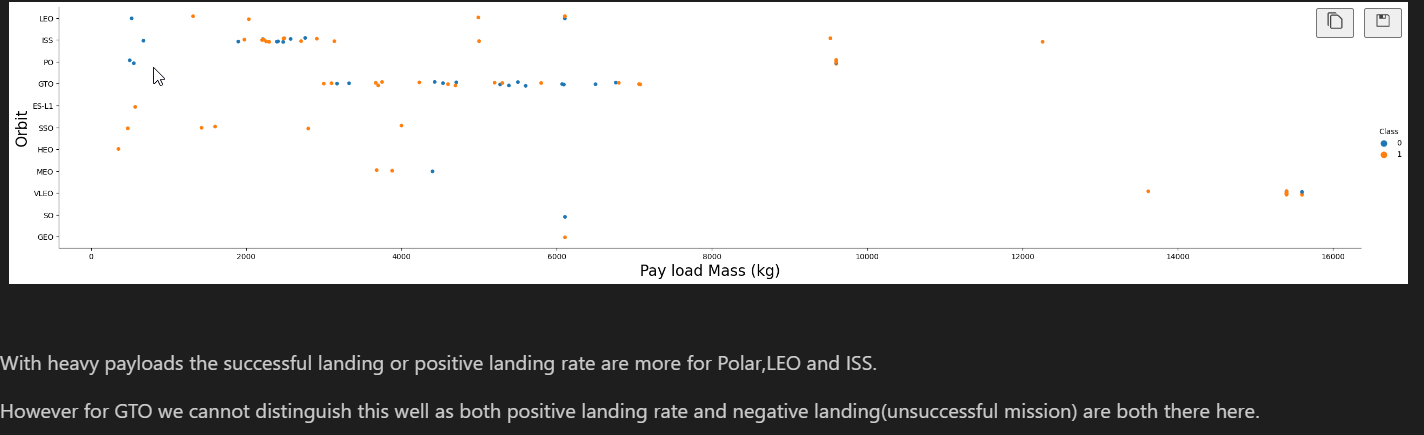 LEO
ISS
PO
GTO
ES-L1
SSO
HEO
MEO
VLEO
SO
GEO
Orbit
0 2000 4000 6000 8000 10000 12000 14000 16000
Pay load Mass (kg)
Class
0
1
With heavy payloads the successful landing or positive landing rate are more for Polar,LEO and ISS.
However for GTO we cannot distinguish this well as both positive landing rate and negative landing(unsuccessful mission) are both there here.